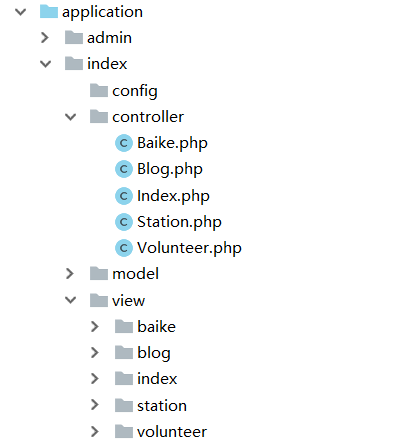 application
admin
index
config
controller
Baike.php
Blog.php
Index.php
Station.php
Volunteer.php
model
view
baike
blog
index
station
volunteer